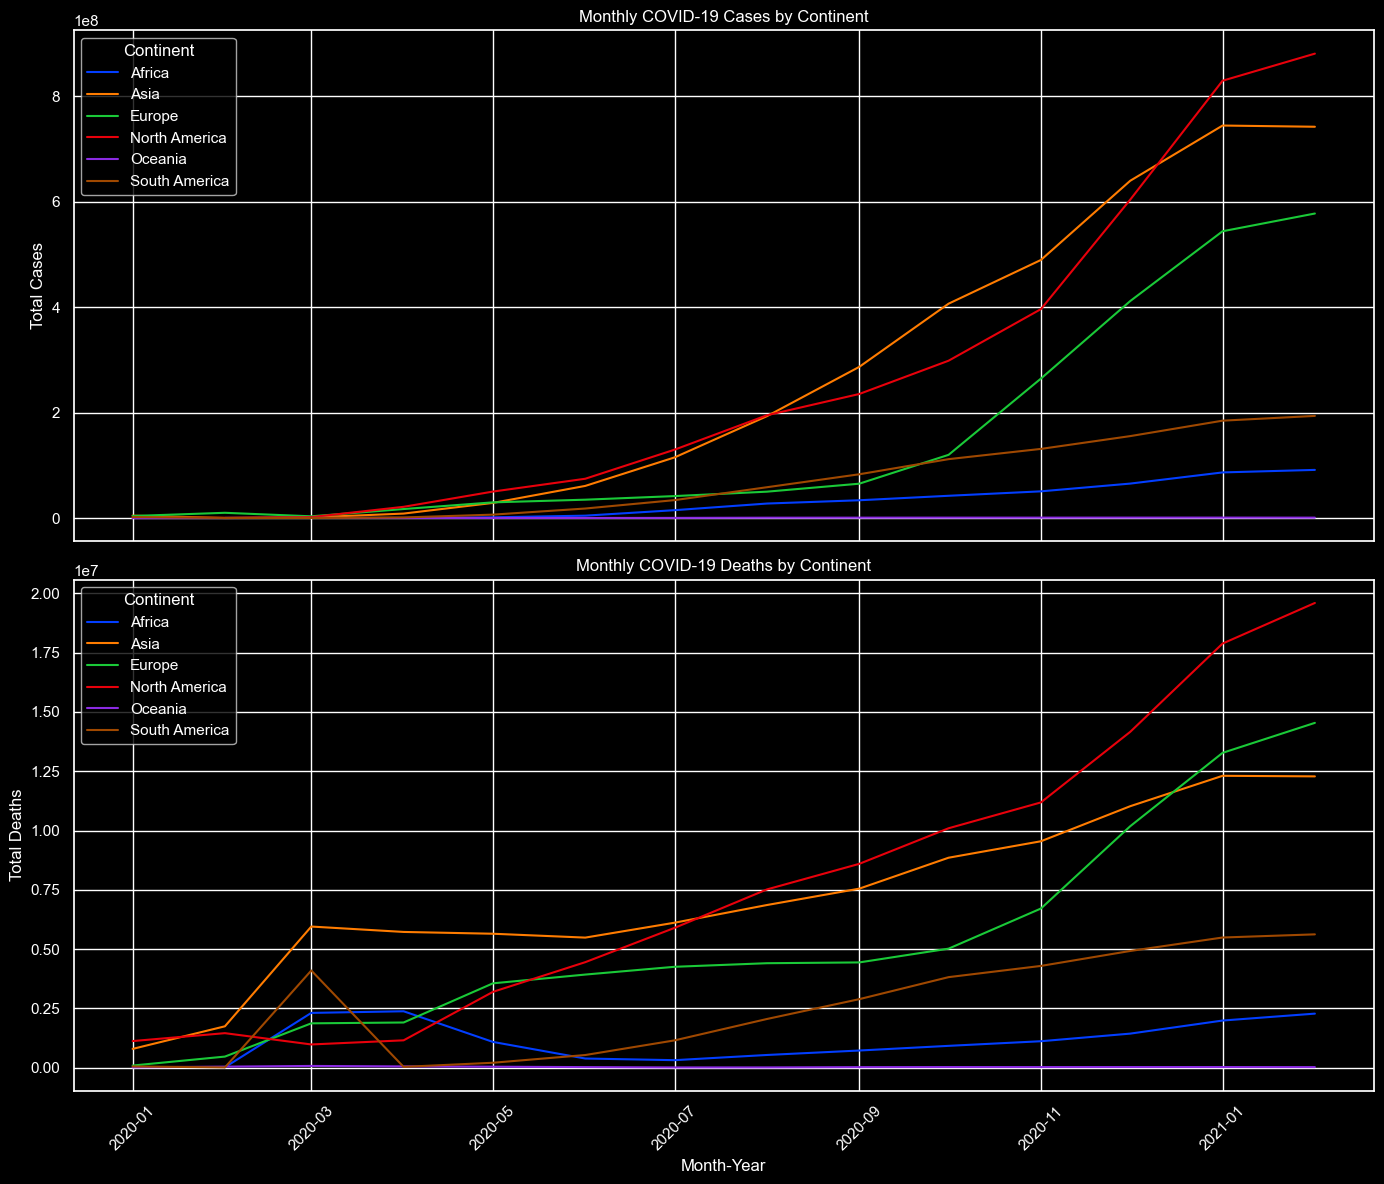 Monthly COVID-19 Cases by Continent
1e8
Continent
Africa
Asia
Europe
North America
Oceania
South America
8
6
4
2
0
Total Cases
Monthly COVID-19 Deaths by Continent
1e7
Continent
Africa
Asia
Europe
North America
Oceania
South America
2.00
1.75
1.50
1.25
1.00
0.75
0.50
0.25
0.00
Total Deaths
2020-01 2020-03 2020-05 2020-07 2020-09 2020-11 2021-01
Month-Year